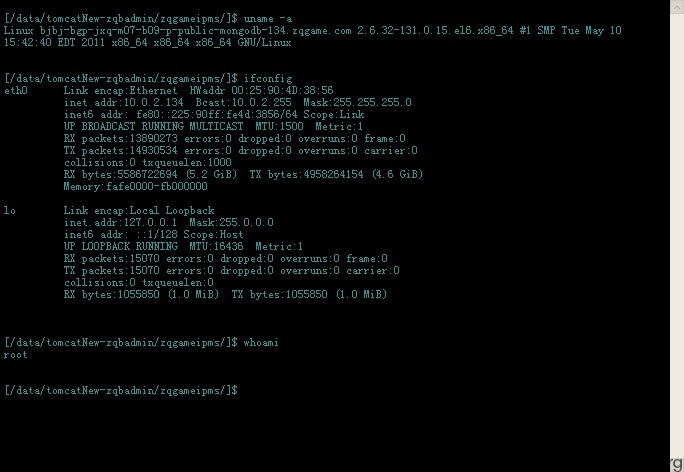 [/data/tomcatNew-zqbadmin/zqgameipms/]$ uname -a
Linux bjbj-bgp-jxq-m07-b09-p-public-mongodb-134.zqgame.com 2.6.32-131.0.15.el6.x86_64 #1 SMP Tue May 10
15:42:40 EDT 2011 x86_64 x86_64 x86_64 GNU/Linux
[/data/tomcatNew-zqbadmin/zqgameipms/]$ ifconfig
eth0 Link encap:Ethernet HWaddr 00:25:90:4D:38:56
inet addr:10.0.2.134 Bcast:10.0.2.255 Mask:255.255.255.0
inet6 addr: fe80::225:90ff:fe4d:3856/64 Scope:Link
UP BROADCAST RUNNING MULTICAST MTU:1500 Metric:1
RX packets:13890273 errors:0 dropped:0 overruns:0 frame:0
TX packets:14930534 errors:0 dropped:0 overruns:0 carrier:0
collisions:0 txqueuelen:1000
RX bytes:5586722694 (5.2 GiB) TX bytes:4958264154 (4.6 GiB)
Memory:fafe0000-fb000000
lo Link encap:Local Loopback
inet addr:127.0.0.1 Mask:255.0.0.0
inet6 addr: ::1/128 Scope:Host
UP LOOPBACK RUNNING MTU:16436 Metric:1
RX packets:15070 errors:0 dropped:0 overruns:0 frame:0
TX packets:15070 errors:0 dropped:0 overruns:0 carrier:0
collisions:0 txqueuelen:0
RX bytes:1055850 (1.0 MiB) TX bytes:1055850 (1.0 MiB)
[/data/tomcatNew-zqbadmin/zqgameipms/]$ whoami
root
[/data/tomcatNew-zqbadmin/zqgameipms/]$
rg